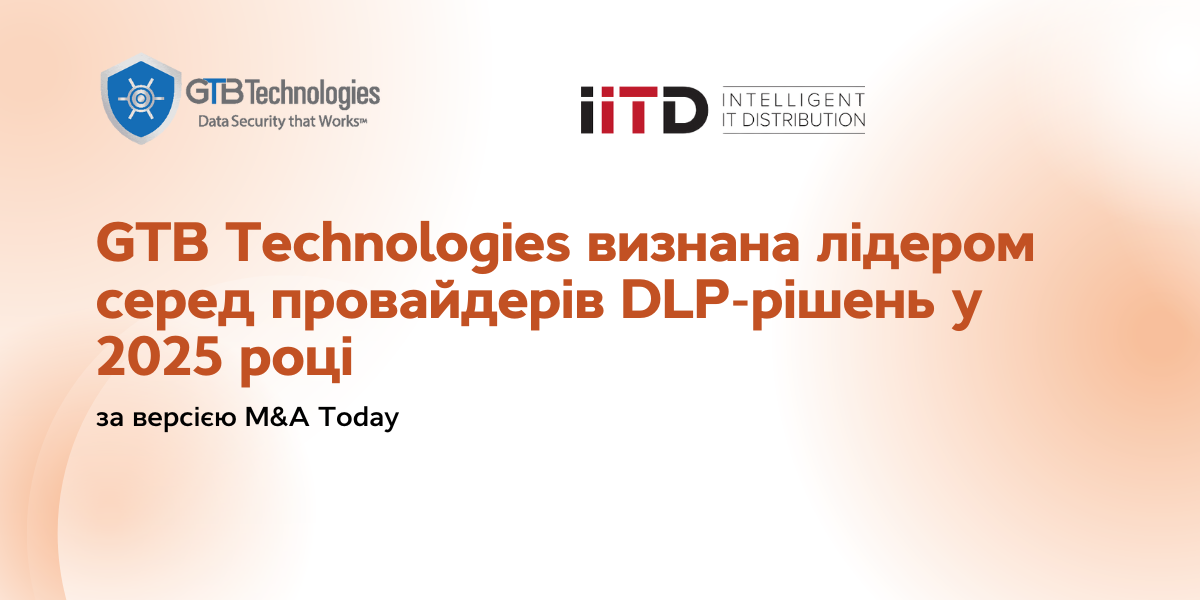 GTB Technologies
Data Security that Works™
iiTD
INTELLIGENT
IT DISTRIBUTION
GTB Technologies визнана лідером
серед провайдерів DLP-рішень у
2025 році
за версією M&A Today